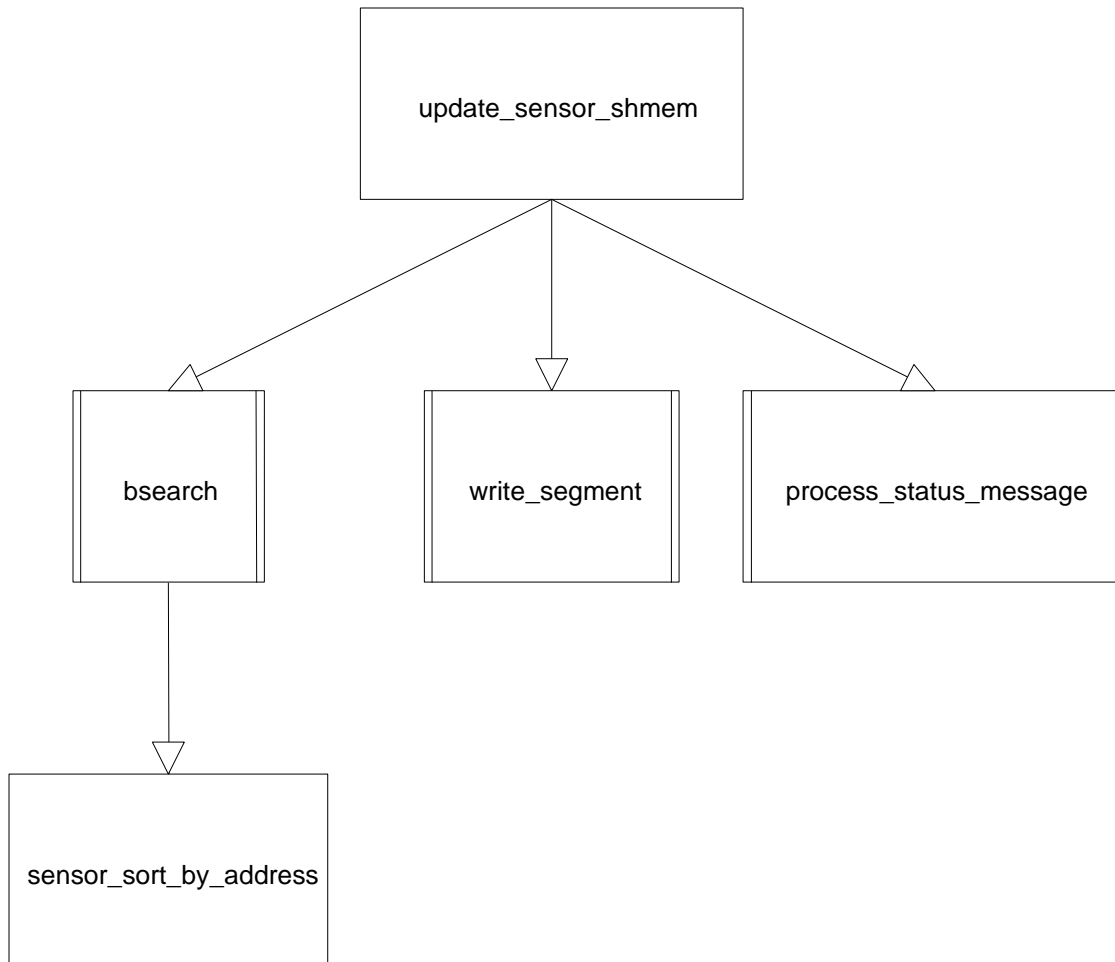 update_sensor_shmem
bsearch
write_segment
process_status_message
sensor_sort_by_address